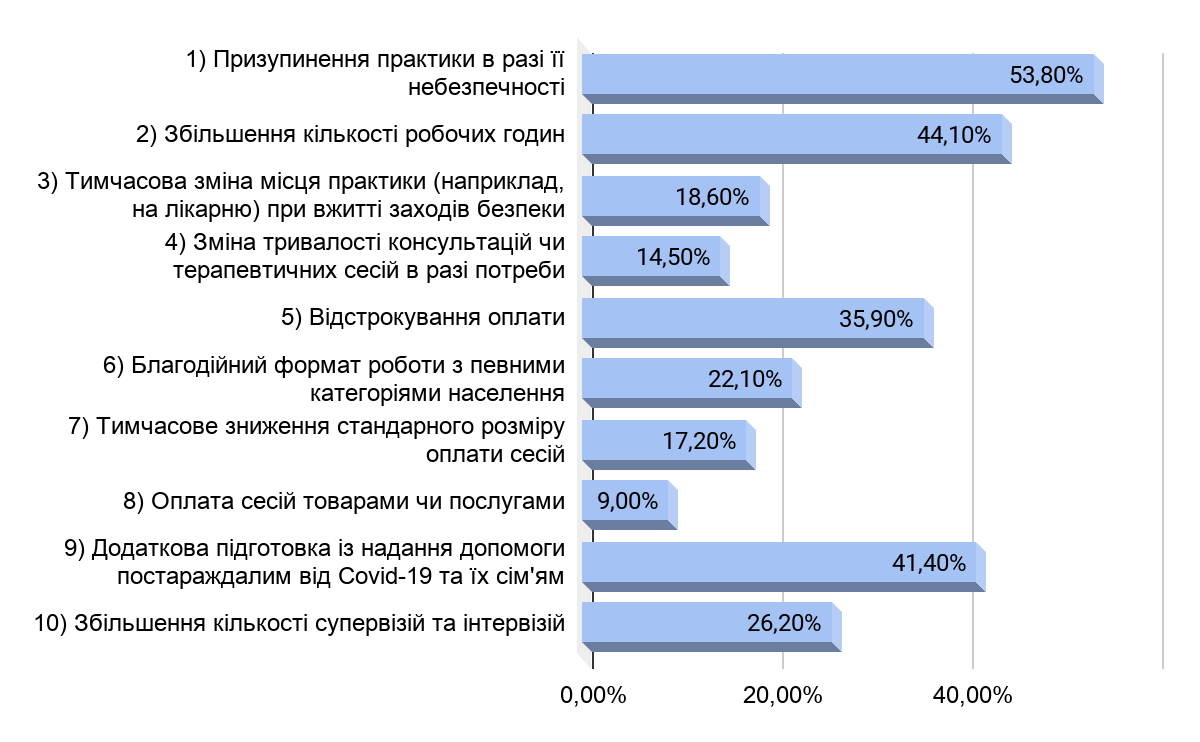 1) Призупинення практики в разі її
небезпечності
53,80%
2) Збільшення кількості робочих годин
44,10%
3) Тимчасова зміна місця практики (наприклад,
на лікарню) при вжитті заходів безпеки
18,60%
4) Зміна тривалості консультацій чи
терапевтичних сесій в разі потреби
14,50%
5) Відстрокування оплати
35,90%
6) Благодійний формат роботи з певними
категоріями населення
22,10%
7) Тимчасове зниження стандарного розміру
оплати сесій
17,20%
8) Оплата сесій товарами чи послугами
9,00%
9) Додаткова підготовка із надання допомоги
постараждалим від Covid-19 та їх сім'ям
41,40%
10) Збільшення кількості супервізій та інтервізій
26,20%
0,00%
20,00%
40,00%